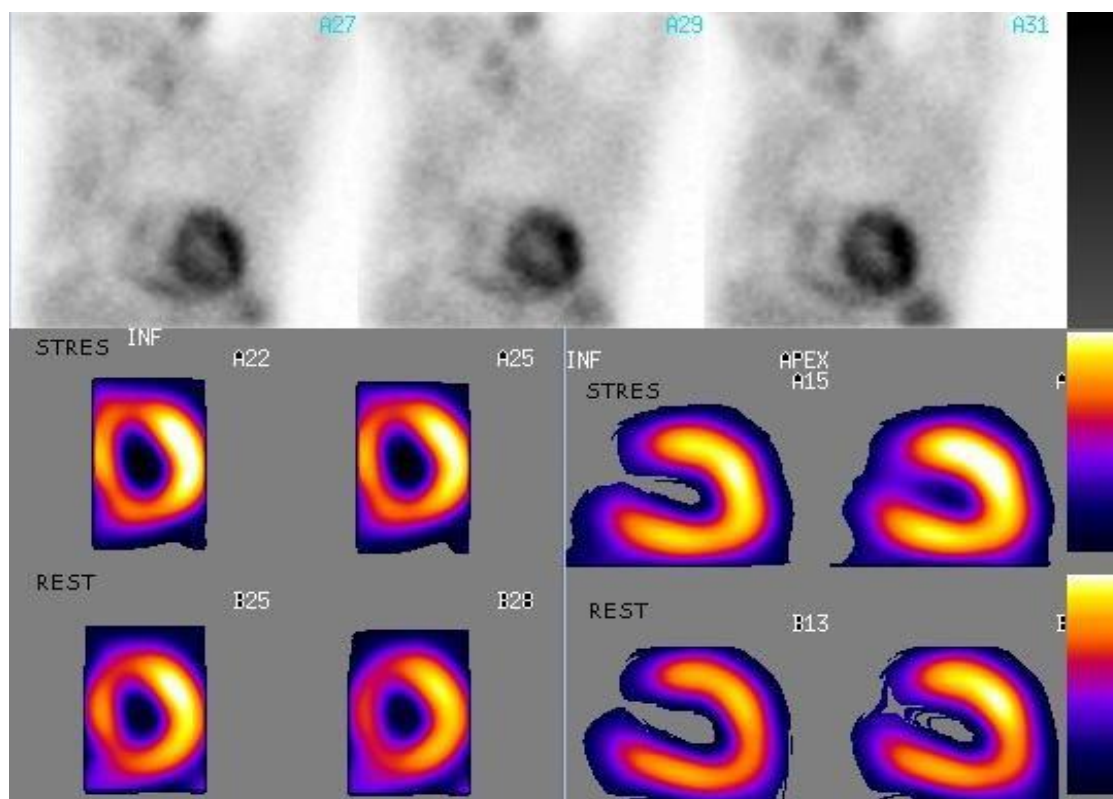 A27
A29
A31
STRES INF
A22
A25
INF
APEX
A15
STRES
A
REST
B25
B28
REST
B13
B